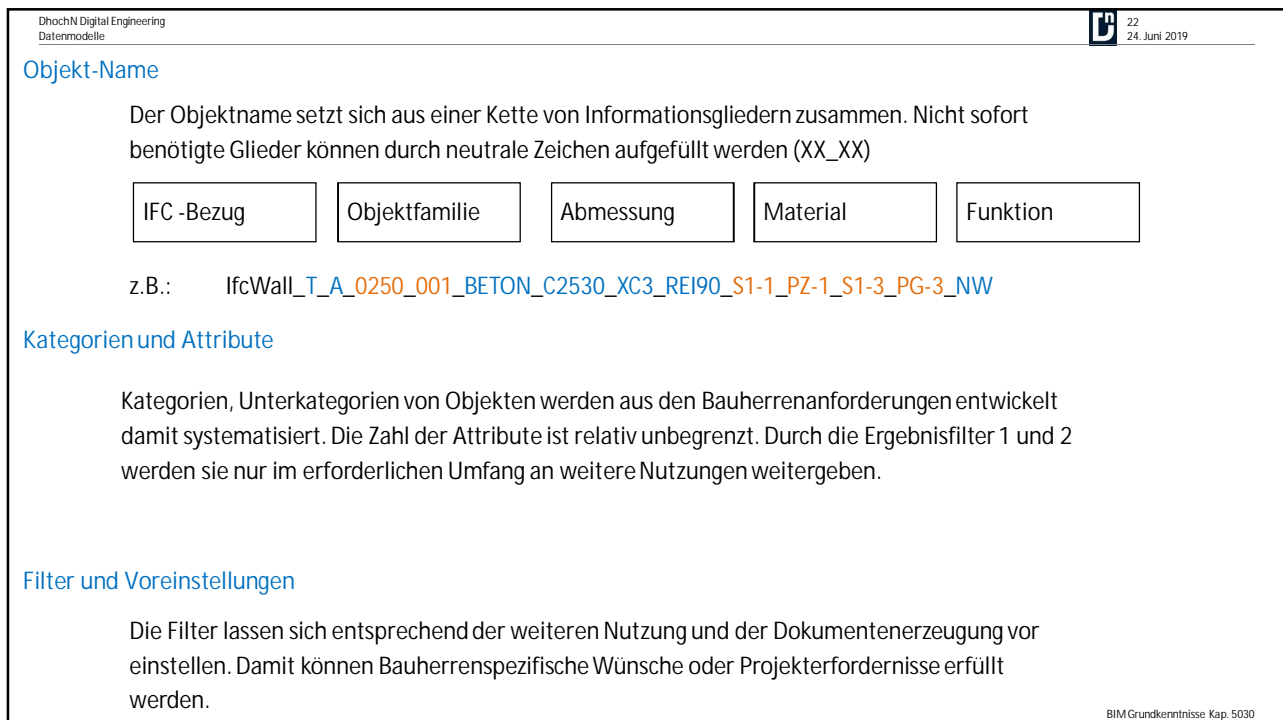 DhochN Digital Engineering
Datenmodelle
Dⁿ
22
24. Juni 2019
Objekt-Name
Der Objektname setzt sich aus einer Kette von Informationsgliedern zusammen. Nicht sofort
benötigte Glieder können durch neutrale Zeichen aufgefüllt werden (XX_XX)
IFC -Bezug
Objektfamilie
Abmessung
Material
Funktion
z.B.: IfcWall_T_A_0250_001_BETON_C2530_XC3_REI90_S1-1_PZ-1_S1-3_PG-3_NW
Kategorien und Attribute
Kategorien, Unterkategorien von Objekten werden aus den Bauherrenanforderungen entwickelt
damit systematisiert. Die Zahl der Attribute ist relativ unbegrenzt. Durch die Ergebnisfilter 1 und 2
werden sie nur im erforderlichen Umfang an weitere Nutzungen weitergeben.
Filter und Voreinstellungen
Die Filter lassen sich entsprechend der weiteren Nutzung und der Dokumentenerzeugung vor
einstellen. Damit können Bauherrenspezifische Wünsche oder Projekterfordernisse erfüllt
werden.
BIM Grundkenntnisse Kap. 5030